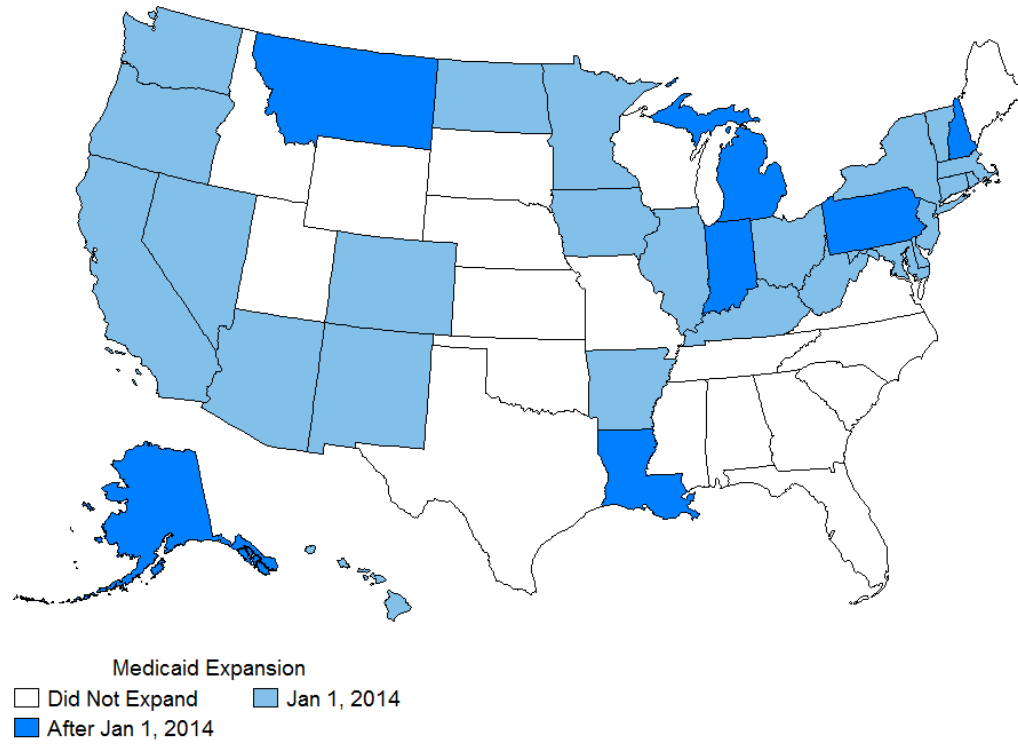 Medicaid Expansion
Did Not Expand
Jan 1, 2014
After Jan 1, 2014